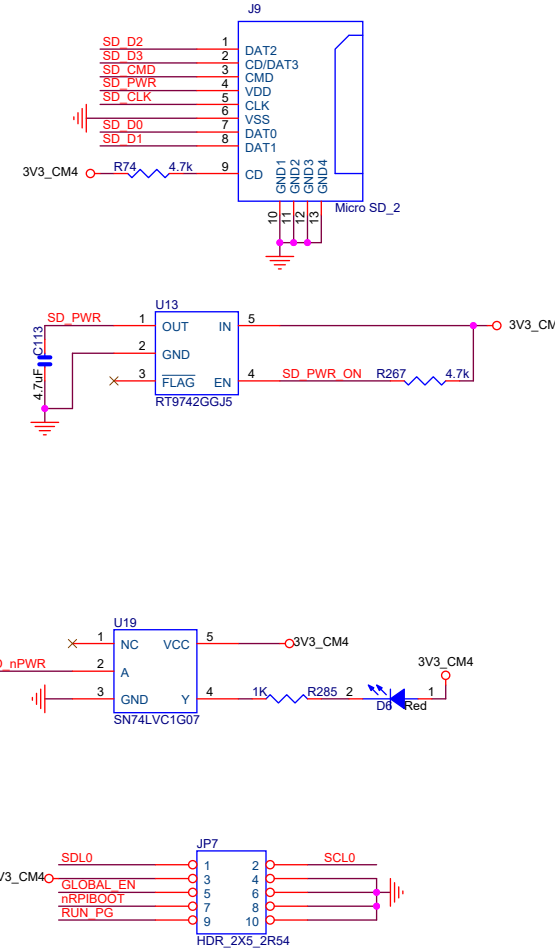 J9
SD_D2 1 DAT2
SD_D3 2 CD/DAT3
SD_CMD 3 CMD
SD_PWR 4 VDD
SD_CLK 5 CLK
6 VSS
SD_D0 7 DAT0
SD_D1 8 DAT1
3V3_CM4 R74 4.7k 9 CD
GND1 GND2 GND3 GND4
10 11 12 13
Micro SD_2
U13
SD_PWR 1 OUT IN 5 3V3_CM
C113 4.7uF
2 GND
3 FLAG EN 4 SD_PWR_ON R267 4.7k
RT9742GGJ5
U19
1 NC VCC 5 3V3_CM4
_nPWR 2 A
3 GND Y 4 1K R285 2 D6 Red 1 3V3_CM4
SN74LVC1G07
JP7
SDL0 1 2 SCL0
V3_CM4 3 4
GLOBAL_EN 5 6
nRPIBOOT 7 8
RUN_PG 9 10
HDR_2X5_2R54